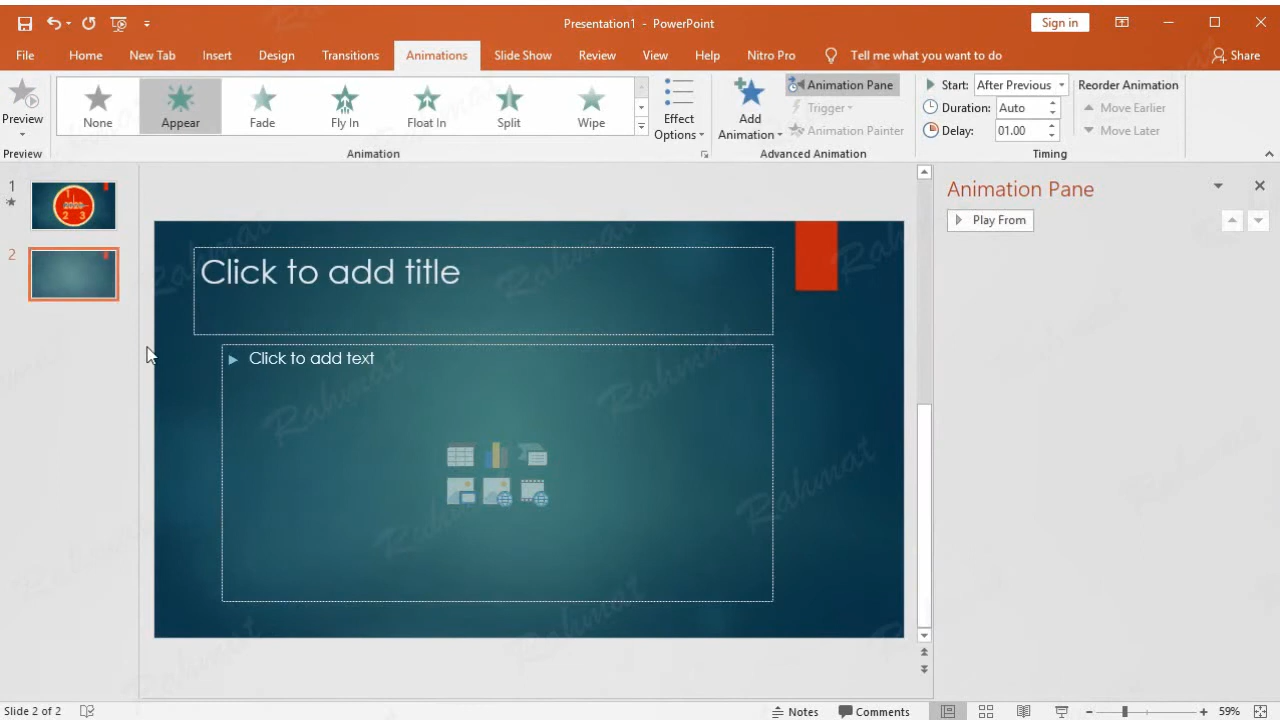 Presentation1 - PowerPoint
Sign in
File Home New Tab Insert Design Transitions Animations Slide Show Review View Help Nitro Pro Tell me what you want to do Share
Preview
None Appear Fade Fly In Float In Split Wipe
Effect Options
Add Animation
Animation Pane
Trigger
Animation Painter
Start: After Previous
Duration: Auto
Delay: 01.00
Reorder Animation
Move Earlier
Move Later
Preview Animation Advanced Animation Timing
1
2
Click to add title
Click to add text
Animation Pane
Play From
Rahmat
Slide 2 of 2
Notes Comments 59%